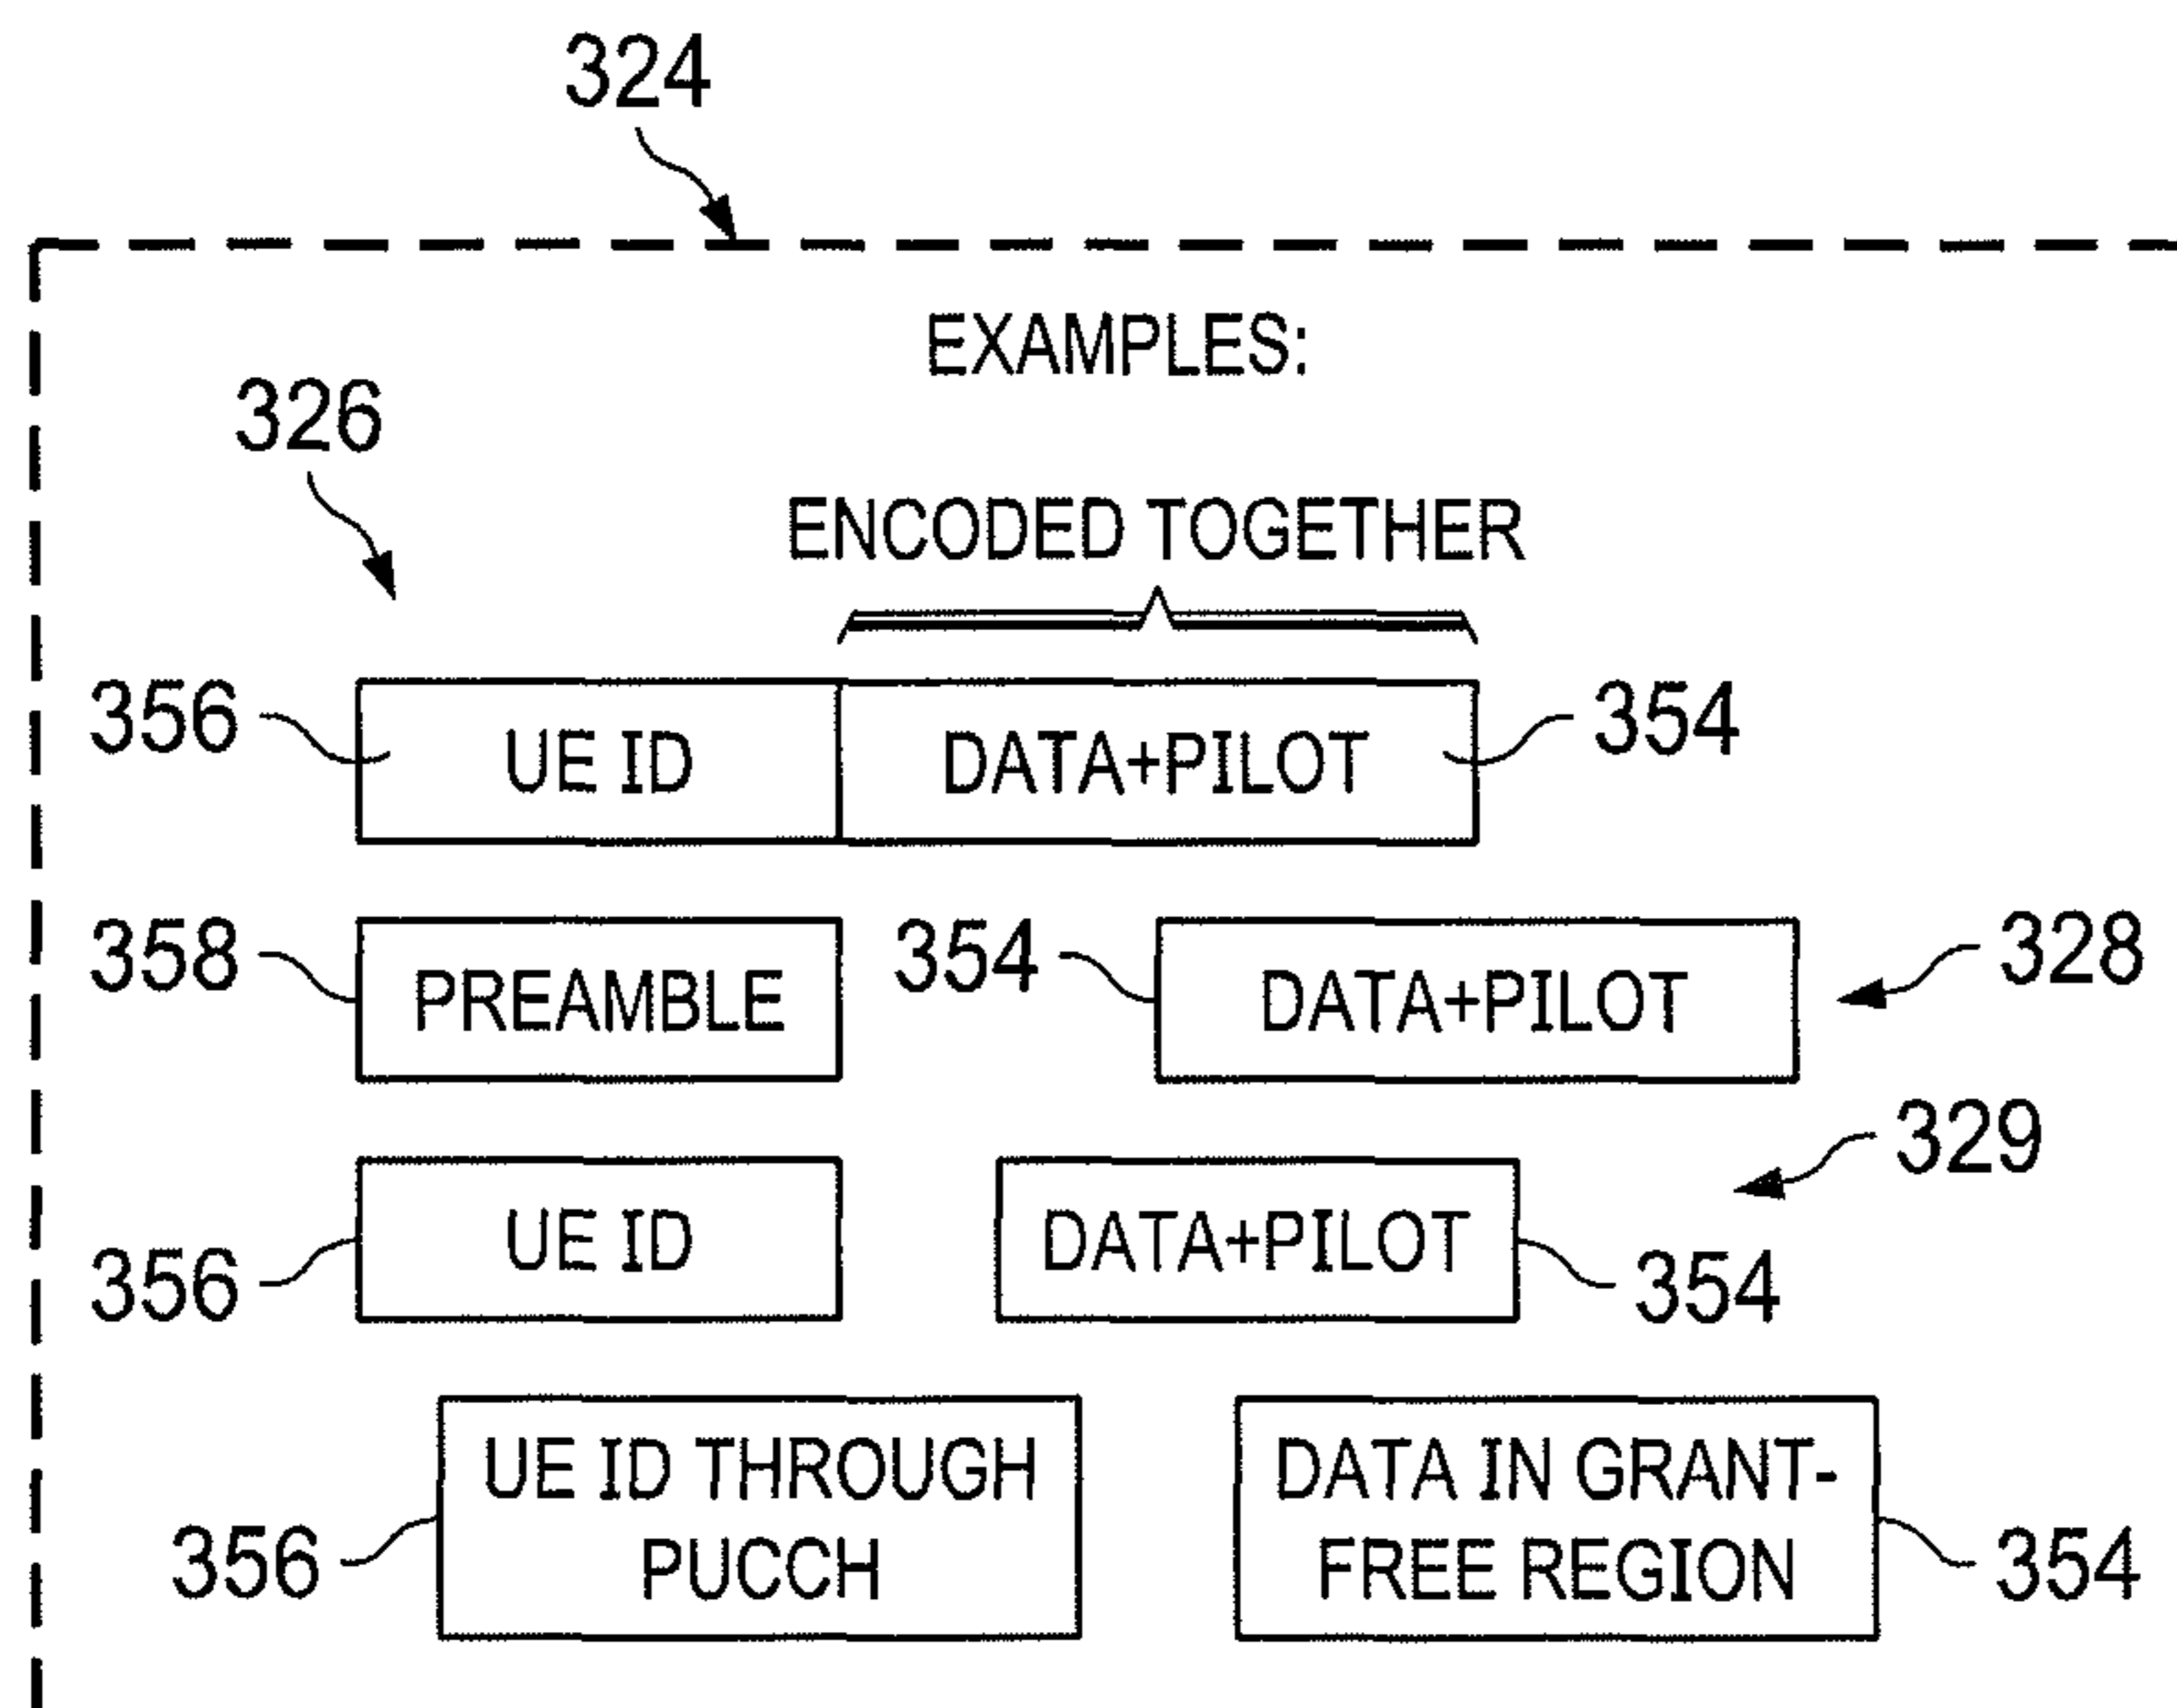 324
EXAMPLES:
326
ENCODED TOGETHER
356 UE ID DATA+PILOT 354
358 PREAMBLE 354 DATA+PILOT 328
329
356 UE ID DATA+PILOT 354
UE ID THROUGH DATA IN GRANT-
356 PUCCH FREE REGION 354